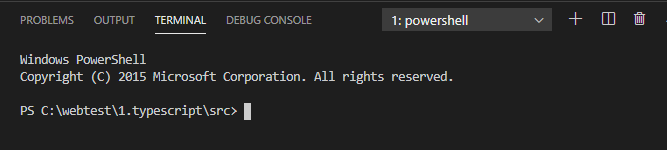 PROBLEMS OUTPUT TERMINAL DEBUG CONSOLE 1: powershell
Windows PowerShell
Copyright (C) 2015 Microsoft Corporation. All rights reserved.
PS C:\webtest\1.typescript\src>